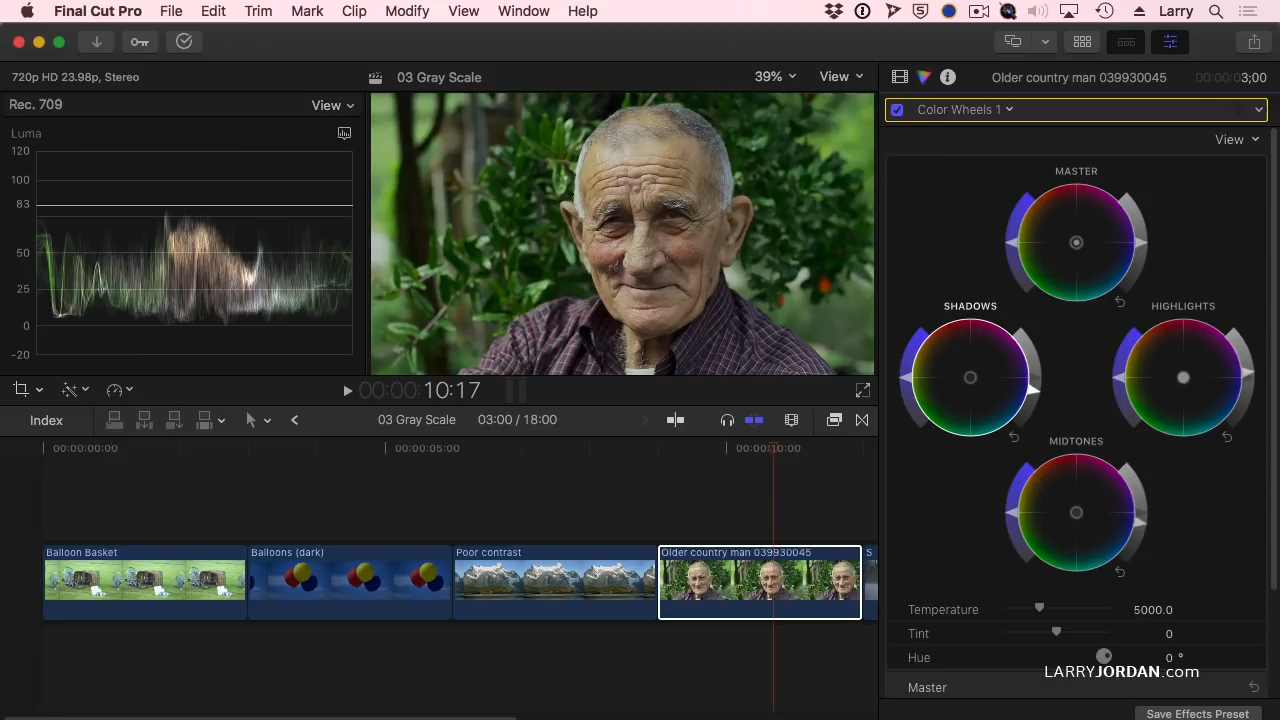 Final Cut Pro File Edit Trim Mark Clip Modify View Window Help Larry
720p HD 23.98p, Stereo 03 Gray Scale 39% View Older country man 039930045 00:00:03;00
Rec. 709 View Color Wheels 1
Luma View
120
100
83
50
25
0
-20
MASTER
SHADOWS HIGHLIGHTS
MIDTONES
00:00:10:17
Index 03 Gray Scale 03:00 / 18:00
00:00:00:00 00:00:05:00 00:00:10:00
Balloon Basket Balloons (dark) Poor contrast Older country man 039930045 S
Temperature 5000.0
Tint 0
Hue 0 °
LARRYJORDAN.com
Master
Save Effects Preset